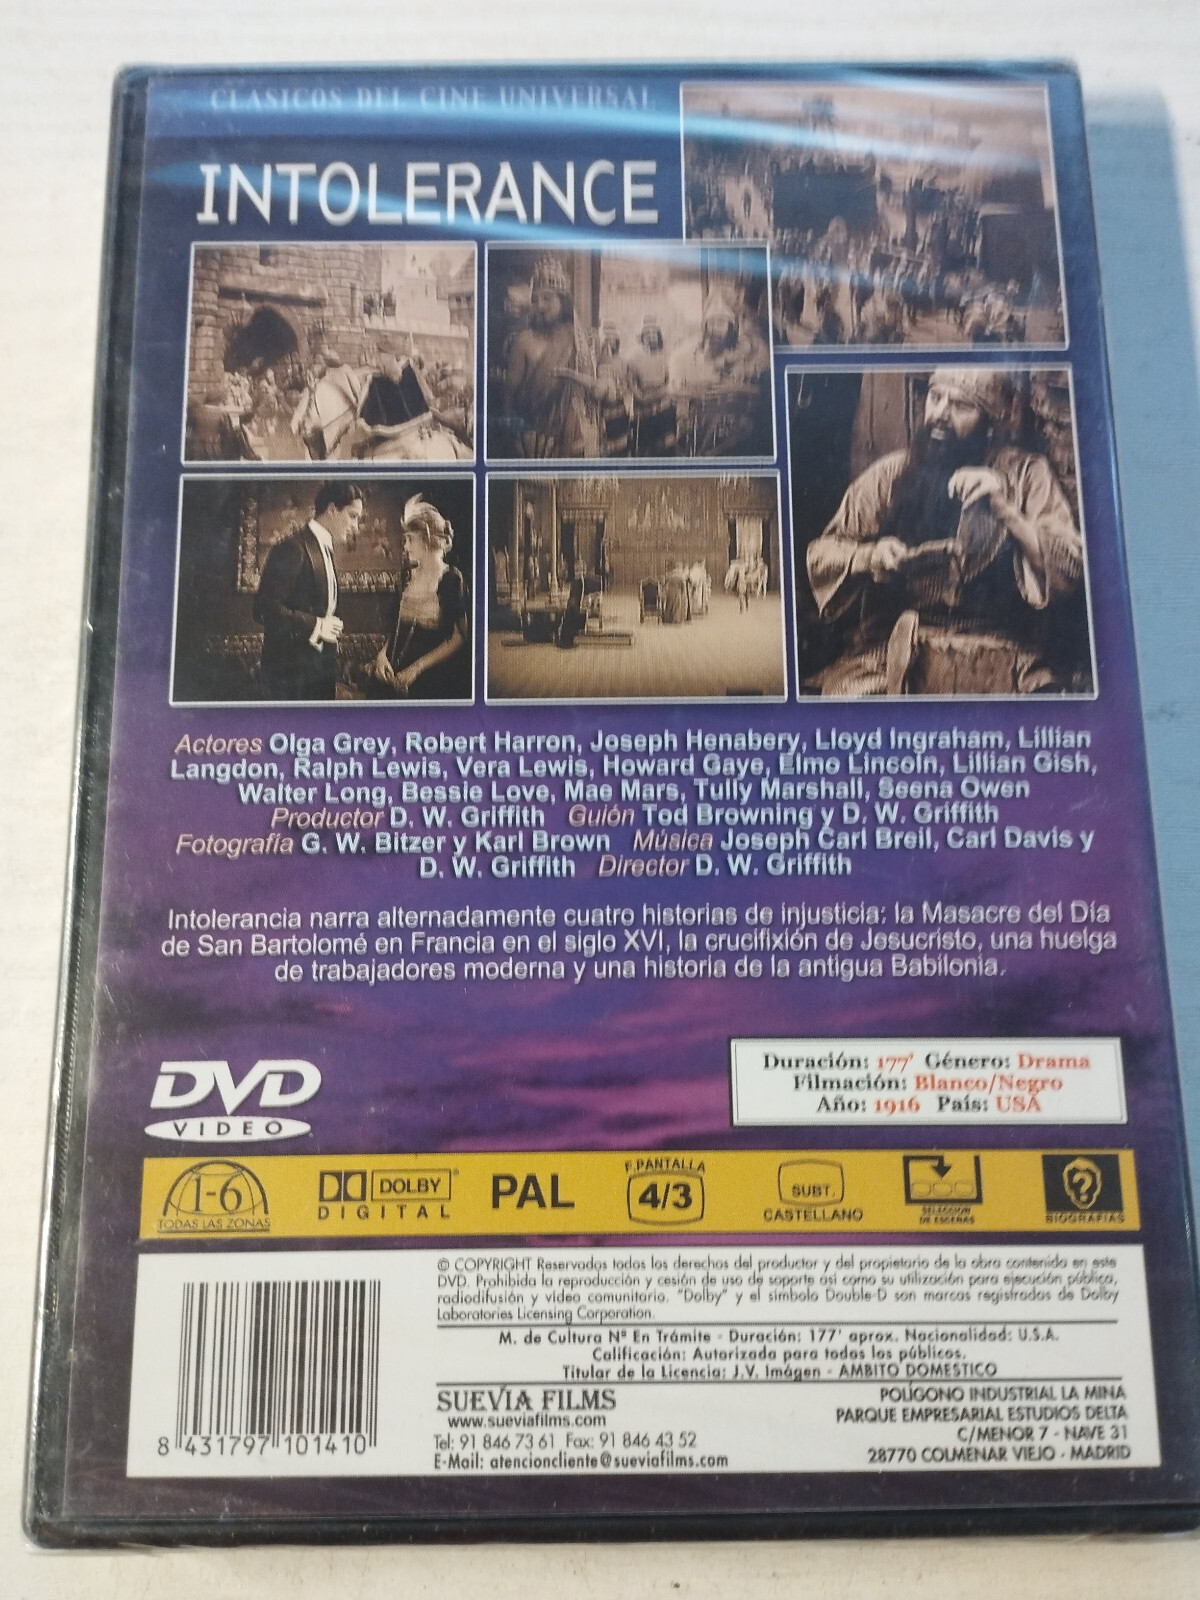 CLASICOS DEL CINE UNIVERSAL
INTOLERANCE
Actores Olga Grey, Robert Harron, Joseph Henabery, Lloyd Ingraham, Lillian
Langdon, Ralph Lewis, Vera Lewis, Howard Gaye, Elmo Lincoln, Lillian Gish,
Walter Long, Bessie Love, Mae Mars, Tully Marshall, Seena Owen
Productor D. W. Griffith Guión Tod Browning y D. W. Griffith
Fotografía G. W. Bitzer y Karl Brown Música Joseph Carl Breil, Carl Davis y
D. W. Griffith Director D. W. Griffith
Intolerancia narra alternadamente cuatro historias de injusticia: la Masacre del Día
de San Bartolomé en Francia en el siglo XVI, la crucifixión de Jesucristo, una huelga
de trabajadores moderna y una historia de la antigua Babilonia.
DVD
VIDEO
Duración: 177' Género: Drama
Filmación: Blanco/Negro
Año: 1916 País: USA
1-6
TODAS LAS ZONAS
DOLBY
DIGITAL
PAL
F.PANTALLA
4/3
SUBT.
CASTELLANO
SELECCION
DE ESCENAS
?
BIOGRAFIAS
© COPYRIGHT Reservados todos los derechos del productor y del propietario de la obra contenida en este
DVD. Prohibida la reproducción y cesión de uso de soporte asi como su utilización para ejecución pública,
radiodifusión y video comunitario. "Dolby" y el símbolo Double-D son marcas registradas de Dolby
Laboratories Licensing Corporation.
M. de Cultura Nº En Trámite - Duración: 177' aprox. Nacionalidad: U.S.A.
Calificación: Autorizada para todos los públicos.
Titular de la Licencia: J.V. Imágen - AMBITO DOMESTICO
SUEVIA FILMS
www.sueviafilms.com
Tel: 91 846 73 61 Fax: 91 846 43 52
E-Mail: atencioncliente@sueviafilms.com
POLÍGONO INDUSTRIAL LA MINA
PARQUE EMPRESARIAL ESTUDIOS DELTA
C/MENOR 7 - NAVE 31
28770 COLMENAR VIEJO - MADRID
8 431797 101410